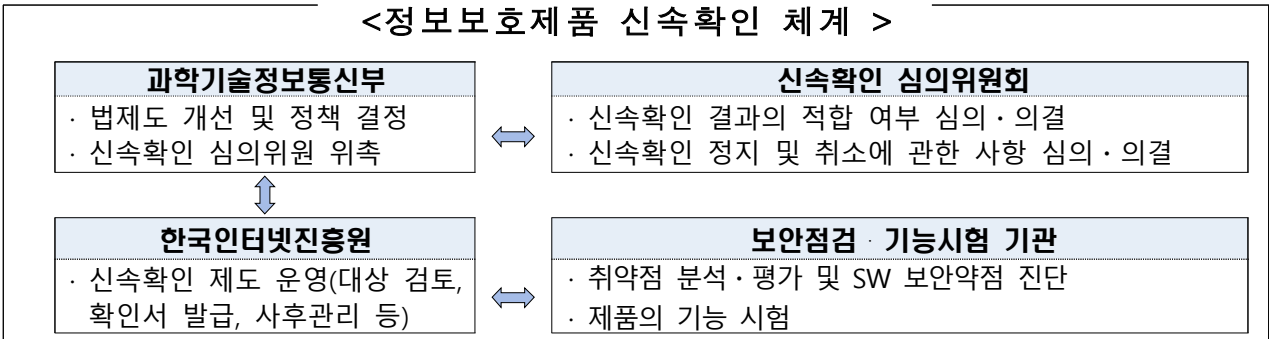 <정보보호제품 신속확인 체계 >
과학기술정보통신부
· 법제도 개선 및 정책 결정
· 신속확인 심의위원 위촉
신속확인 심의위원회
· 신속확인 결과의 적합 여부 심의・의결
· 신속확인 정지 및 취소에 관한 사항 심의・의결
한국인터넷진흥원
· 신속확인 제도 운영(대상 검토,
확인서 발급, 사후관리 등)
보안점검 · 기능시험 기관
· 취약점 분석・평가 및 SW 보안약점 진단
· 제품의 기능 시험